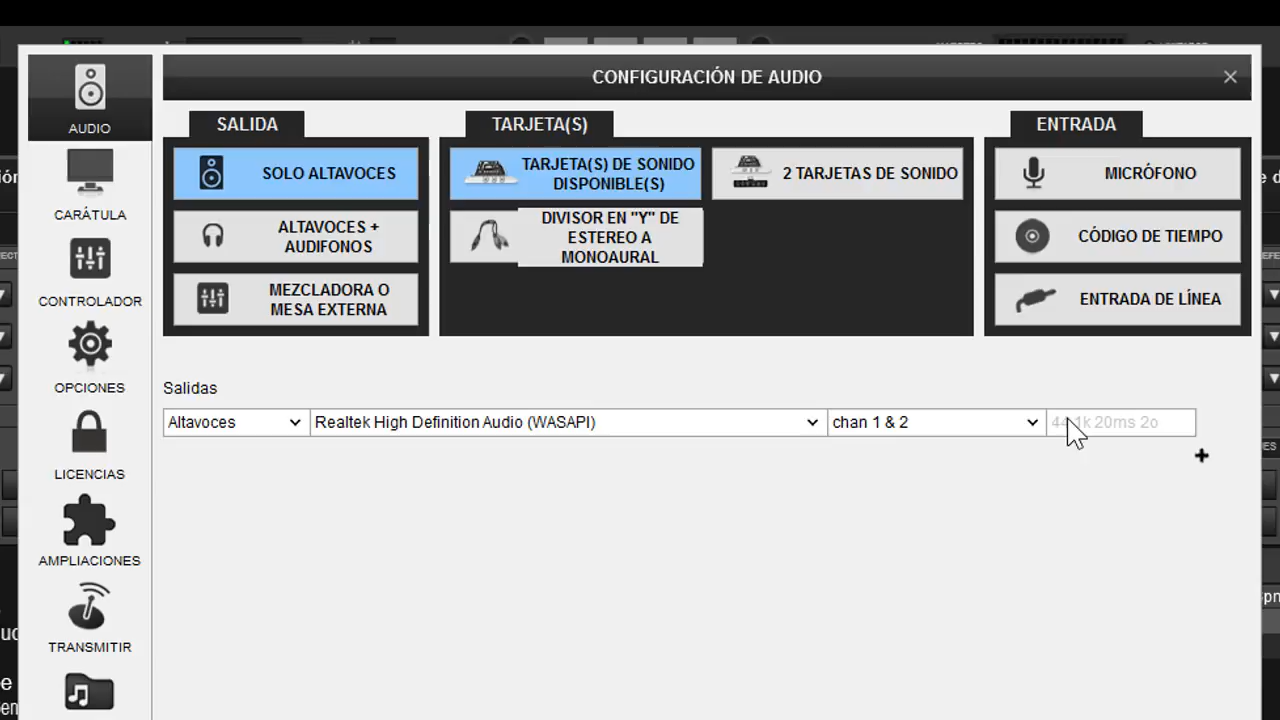 CONFIGURACIÓN DE AUDIO
AUDIO
CARÁTULA
CONTROLADOR
OPCIONES
LICENCIAS
AMPLIACIONES
TRANSMITIR
SALIDA
SOLO ALTAVOCES
ALTAVOCES +
AUDIFONOS
MEZCLADORA O
MESA EXTERNA
TARJETA(S)
TARJETA(S) DE SONIDO
DISPONIBLE(S)
2 TARJETAS DE SONIDO
DIVISOR EN "Y" DE
ESTEREO A
MONOAURAL
ENTRADA
MICRÓFONO
CÓDIGO DE TIEMPO
ENTRADA DE LÍNEA
Salidas
Altavoces
Realtek High Definition Audio (WASAPI)
chan 1 & 2
44.1k 20ms 2o